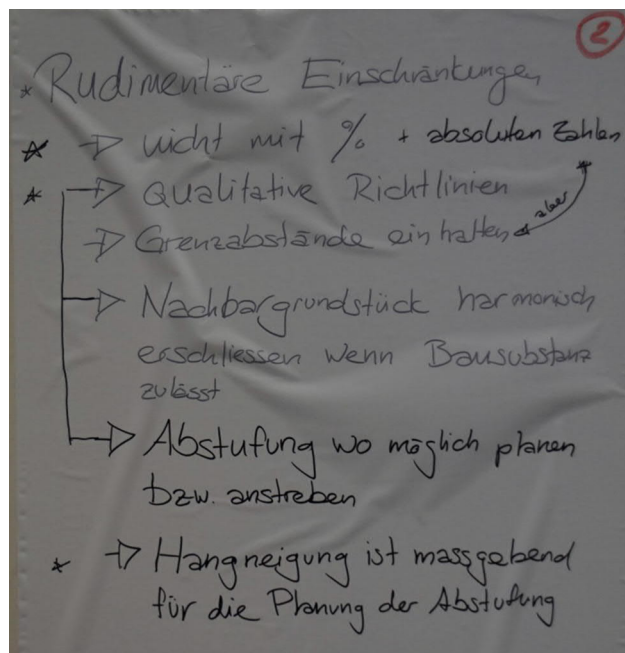 2
* Rudimentäre Einschränkungen
* → nicht mit % + absoluten Zahlen
* → Qualitative Richtlinien
aber
→ Grenzabstände einhalten
→ Nachbargrundstück harmonisch
erschliessen wenn Bausubstanz
zulässt
→ Abstufung wo möglich planen
bzw. anstreben
* → Hangneigung ist massgebend
für die Planung der Abstufung